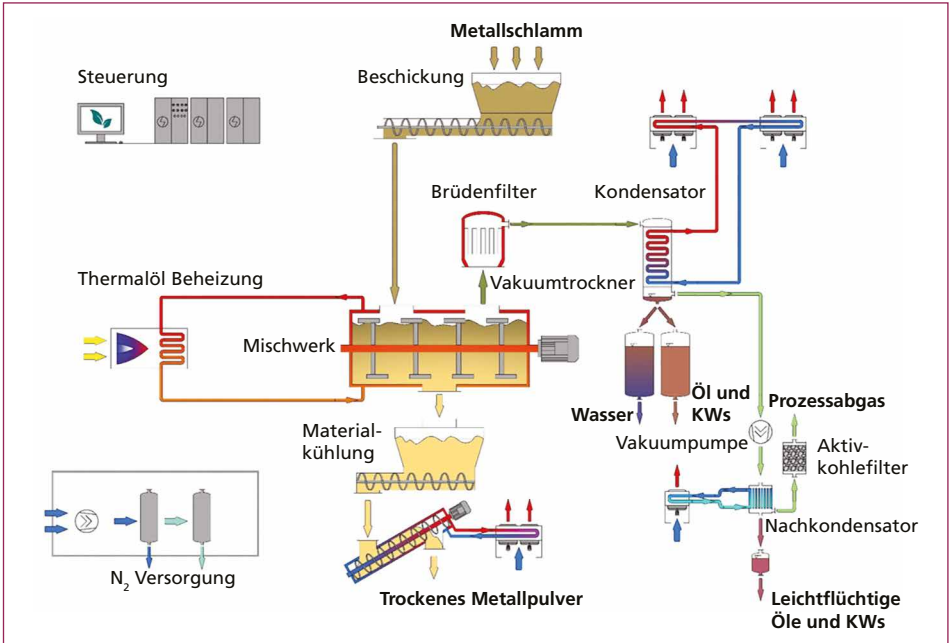 Metallschlamm
Steuerung
Beschickung
Brüdenfilter
Kondensator
Thermalöl Beheizung
Vakuumtrockner
Mischwerk
Wasser
Öl und
KWs
Prozessabgas
Material-
kühlung
Vakuumpumpe
Aktiv-
kohlefilter
Nachkondensator
N₂ Versorgung
Trockenes Metallpulver
Leichtflüchtige
Öle und KWs